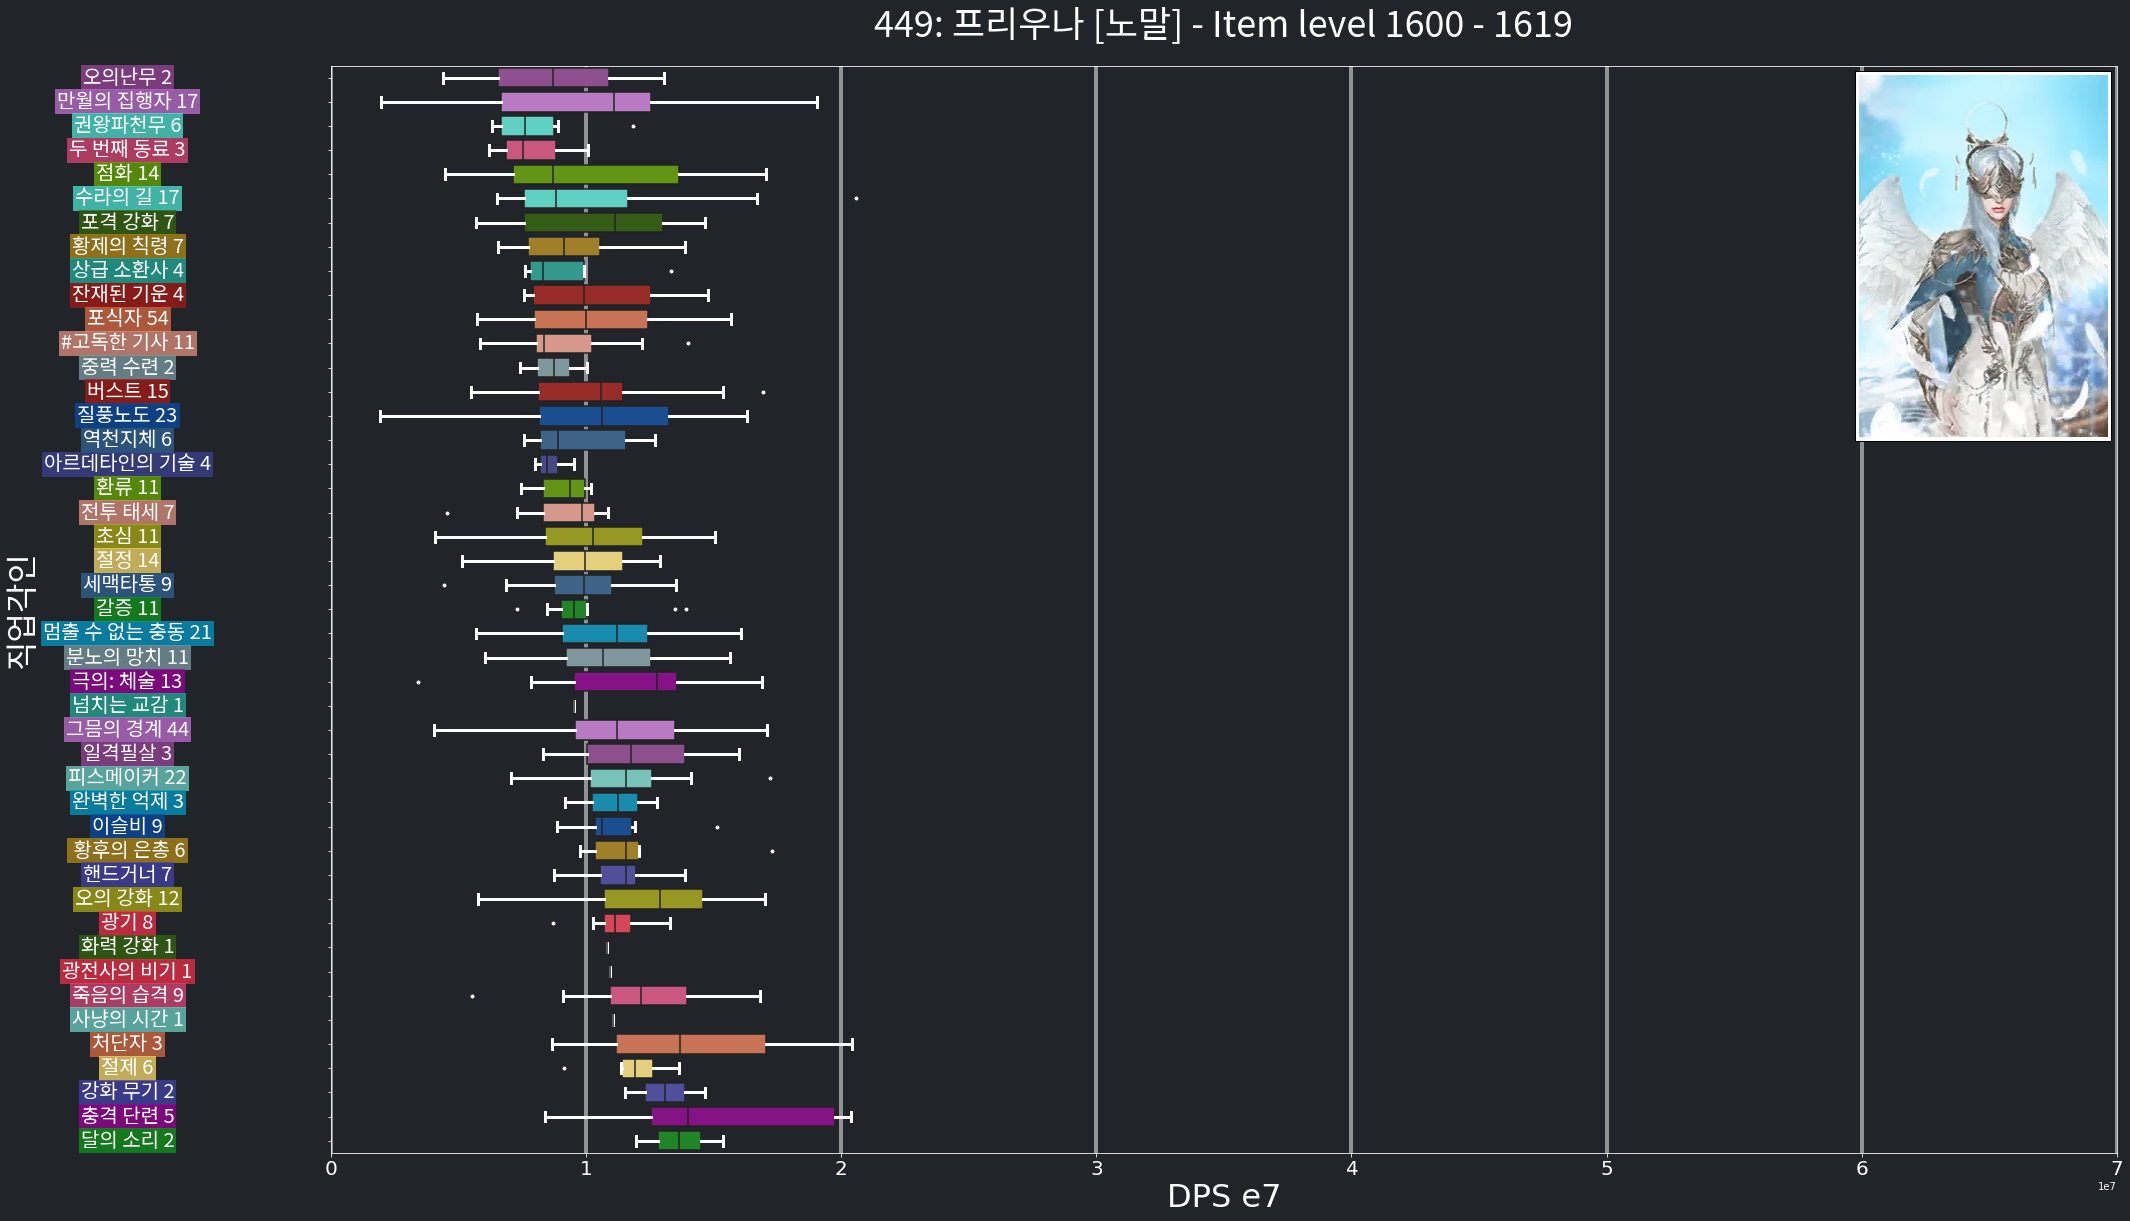 449: 프리우나 [노말] - Item level 1600 - 1619
직업각인
오의난무 2
만월의 집행자 17
권왕파천무 6
두 번째 동료 3
점화 14
수라의 길 17
포격 강화 7
황제의 칙령 7
상급 소환사 4
잔재된 기운 4
포식자 54
#고독한 기사 11
중력 수련 2
버스트 15
질풍노도 23
역천지체 6
아르데타인의 기술 4
환류 11
전투 태세 7
초심 11
절정 14
세맥타통 9
갈증 11
멈출 수 없는 충동 21
분노의 망치 11
극의: 체술 13
넘치는 교감 1
그믐의 경계 44
일격필살 3
피스메이커 22
완벽한 억제 3
이슬비 9
황후의 은총 6
핸드거너 7
오의 강화 12
광기 8
화력 강화 1
광전사의 비기 1
죽음의 습격 9
사냥의 시간 1
처단자 3
절제 6
강화 무기 2
충격 단련 5
달의 소리 2
0 1 2 3 4 5 6 7
1e7
DPS e7